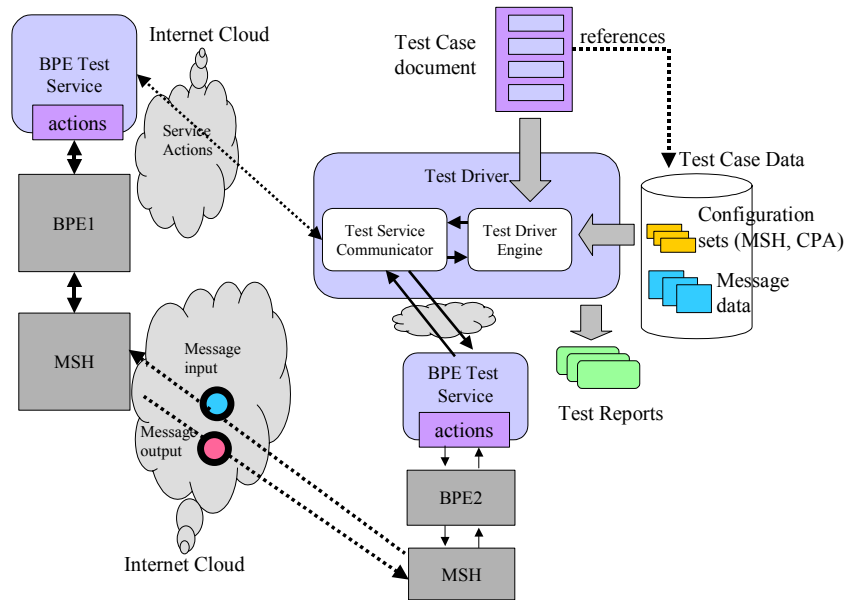 Internet Cloud
BPE Test
Service
actions
Service
Actions
BPE1
MSH
Test Case
document
references
Test Driver
Test Service
Communicator
Test Driver
Engine
Test Case Data
Configuration
sets (MSH, CPA)
Message
data
Test Reports
Message
input
Message
output
Internet Cloud
BPE Test
Service
actions
BPE2
MSH